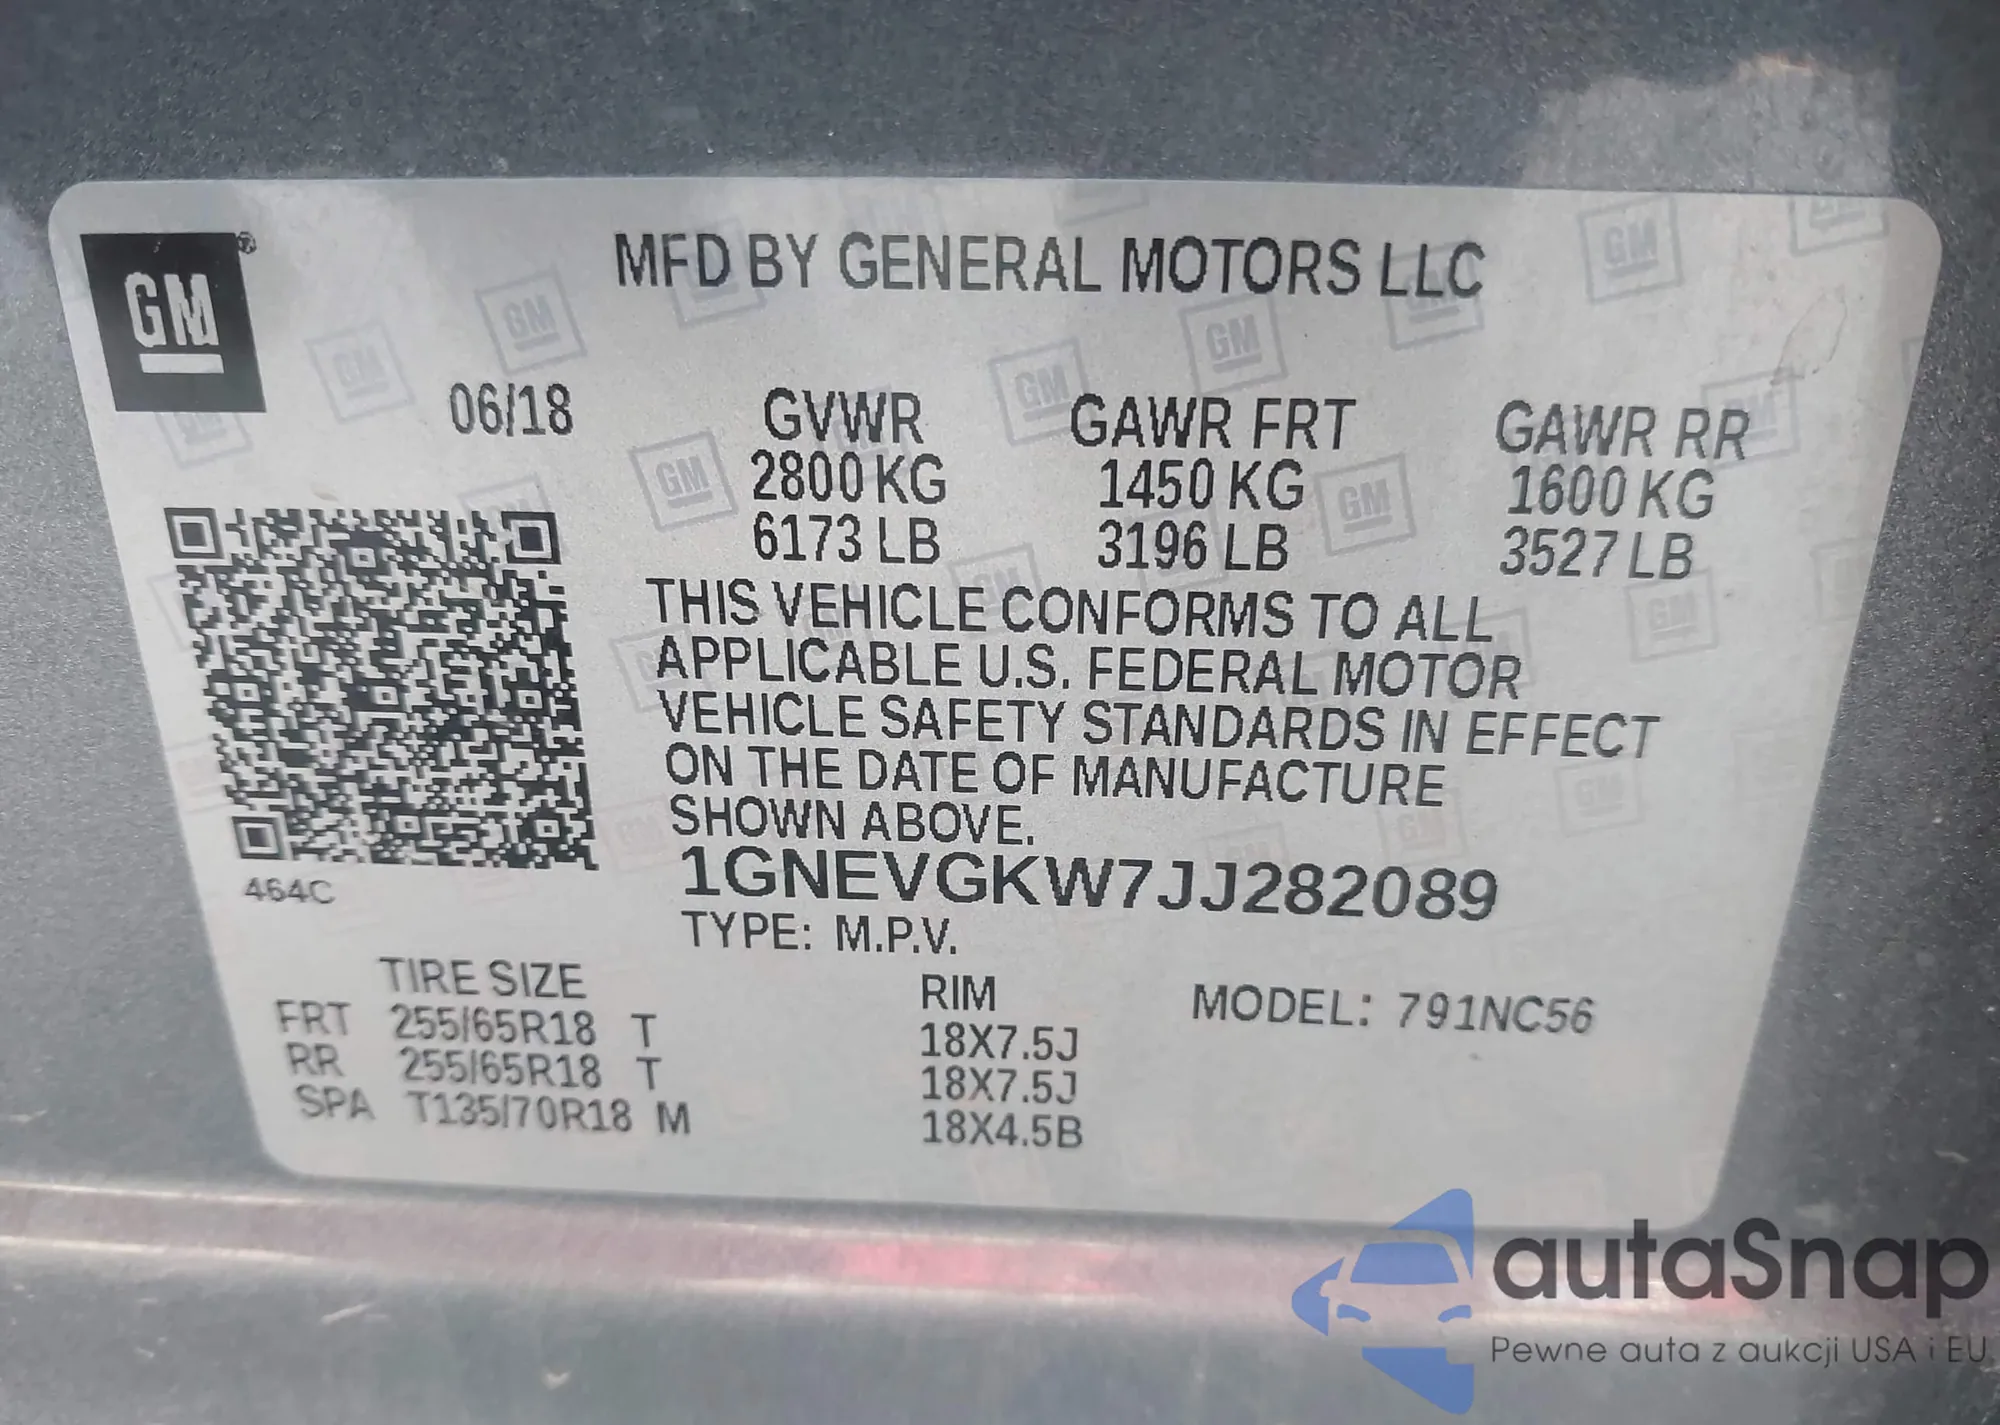 GM
MFD BY GENERAL MOTORS LLC
06/18
GVWR
2800 KG
6173 LB
GAWR FRT
1450 KG
3196 LB
GAWR RR
1600 KG
3527 LB
THIS VEHICLE CONFORMS TO ALL
APPLICABLE U.S. FEDERAL MOTOR
VEHICLE SAFETY STANDARDS IN EFFECT
ON THE DATE OF MANUFACTURE
SHOWN ABOVE.
1GNEVGKW7JJ282089
464C
TYPE: M.P.V.
TIRE SIZE
FRT 255/65R18 T
RR 255/65R18 T
SPA T135/70R18 M
RIM
18X7.5J
18X7.5J
18X4.5B
MODEL: 791NC56
autaSnap
Pewne auta z aukcji USA i EU